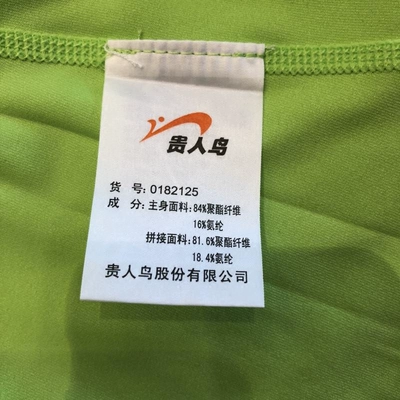 贵人鸟
货 号: 0182125
成 分: 主身面料: 84%聚酯纤维
16%氨纶
拼接面料: 81.6%聚酯纤维
18.4%氨纶
贵人鸟股份有限公司